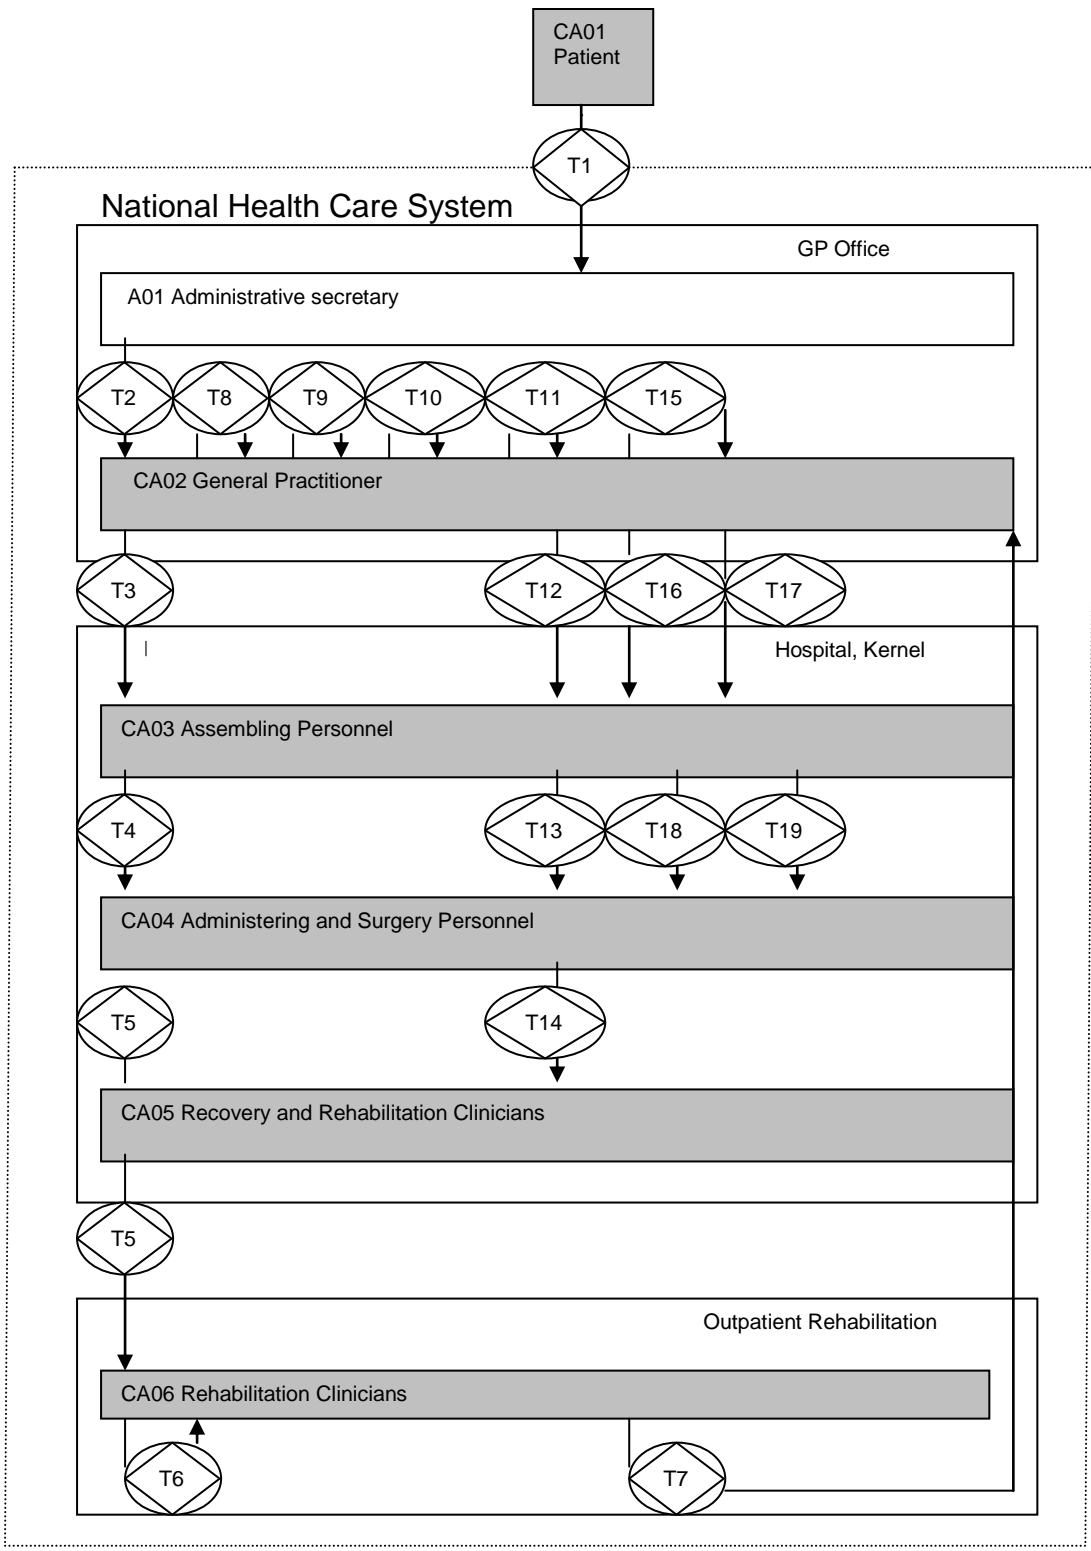 CA01
Patient
T1
National Health Care System
GP Office
A01 Administrative secretary
T2 T8 T9 T10 T11 T15
CA02 General Practitioner
T3 T12 T16 T17
Hospital, Kernel
CA03 Assembling Personnel
T4 T13 T18 T19
CA04 Administering and Surgery Personnel
T5 T14
CA05 Recovery and Rehabilitation Clinicians
T5
Outpatient Rehabilitation
CA06 Rehabilitation Clinicians
T6 T7